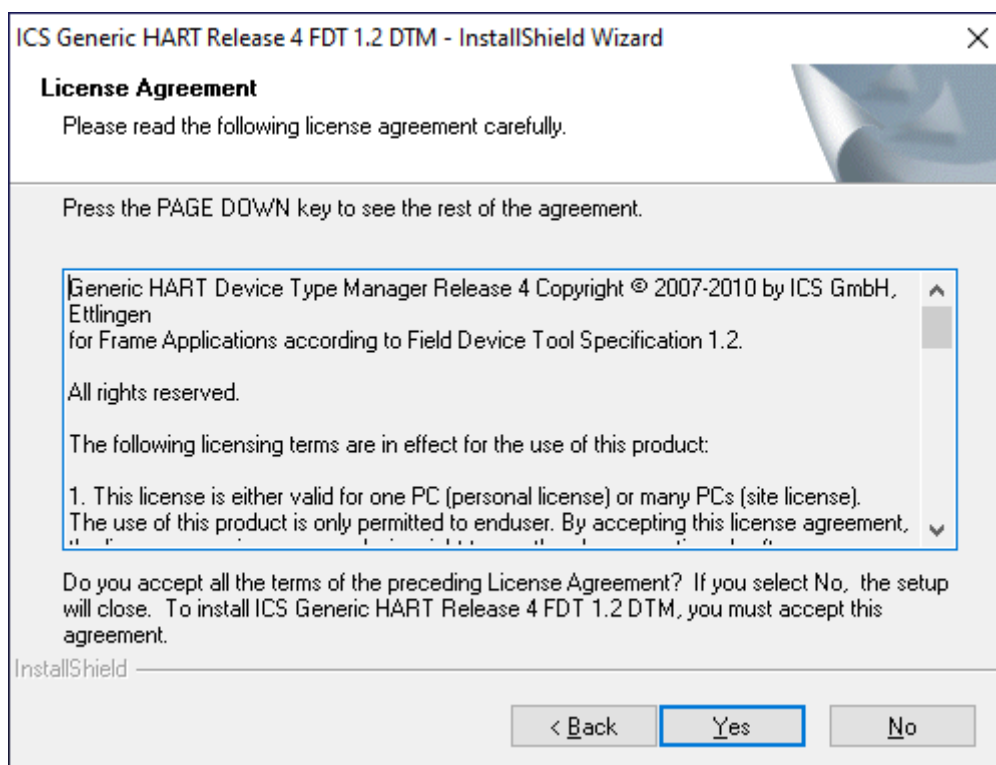 ICS Generic HART Release 4 FDT 1.2 DTM - InstallShield Wizard
License Agreement
Please read the following license agreement carefully.
Press the PAGE DOWN key to see the rest of the agreement.
Generic HART Device Type Manager Release 4 Copyright © 2007-2010 by ICS GmbH,
Ettlingen
for Frame Applications according to Field Device Tool Specification 1.2.
All rights reserved.
The following licensing terms are in effect for the use of this product:
1. This license is either valid for one PC (personal license) or many PCs (site license).
The use of this product is only permitted to enduser. By accepting this license agreement,
Do you accept all the terms of the preceding License Agreement? If you select No, the setup
will close. To install ICS Generic HART Release 4 FDT 1.2 DTM, you must accept this
agreement.
InstallShield
< Back
Yes
No